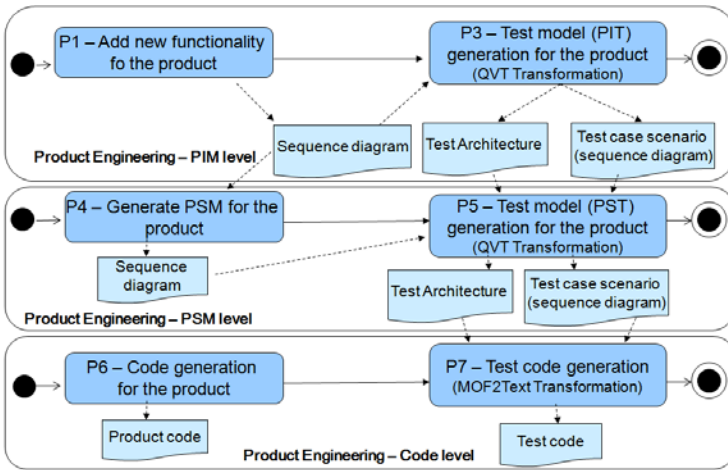 P1 – Add new functionality
fo the product
P3 – Test model (PIT)
generation for the product
(QVT Transformation)
Sequence diagram
Test Architecture
Test case scenario
(sequence diagram)
Product Engineering – PIM level
P4 – Generate PSM for the
product
P5 – Test model (PST)
generation for the product
(QVT Transformation)
Sequence
diagram
Test Architecture
Test case scenario
(sequence diagram)
Product Engineering – PSM level
P6 – Code generation
for the product
P7 – Test code generation
(MOF2Text Transformation)
Product code
Test code
Product Engineering – Code level